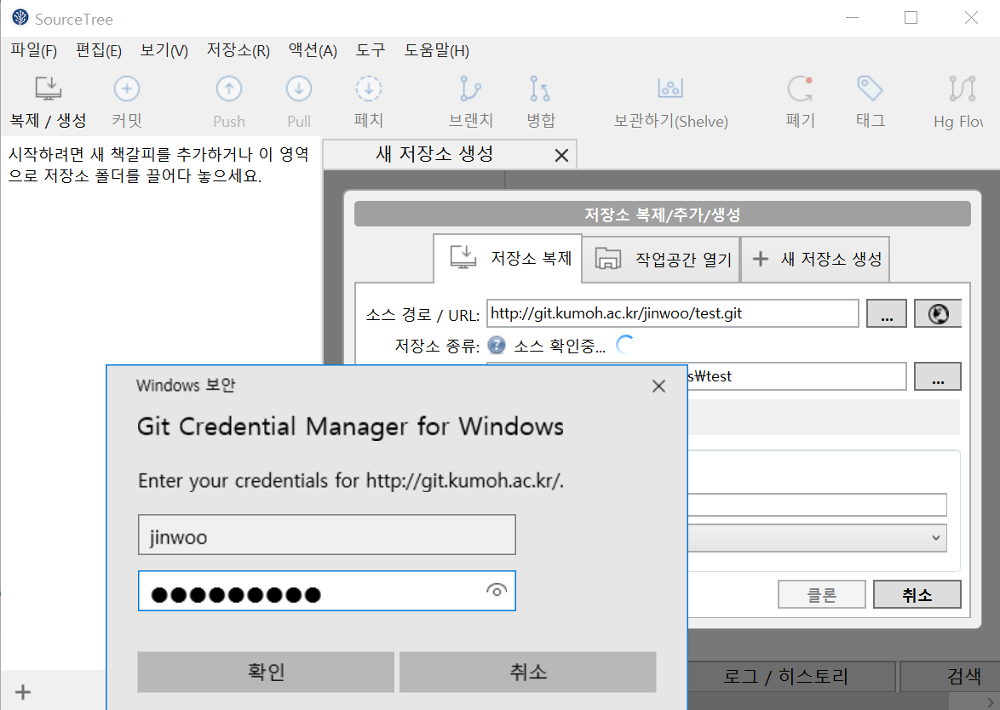 SourceTree
파일(F) 편집(E) 보기(V) 저장소(R) 액션(A) 도구 도움말(H)
복제 / 생성 커밋 Push Pull 페치 브랜치 병합 보관하기(Shelve) 폐기 태그 Hg Flow
시작하려면 새 책갈피를 추가하거나 이 영역
으로 저장소 폴더를 끌어다 놓으세요.
새 저장소 생성
저장소 복제/추가/생성
저장소 복제 작업공간 열기 + 새 저장소 생성
소스 경로 / URL: http://git.kumoh.ac.kr/jinwoo/test.git ...
저장소 종류: 소스 확인중...
s₩test ...
Windows 보안
Git Credential Manager for Windows
Enter your credentials for http://git.kumoh.ac.kr/.
jinwoo
●●●●●●●●●
확인 취소
클론 취소
로그 / 히스토리 검색